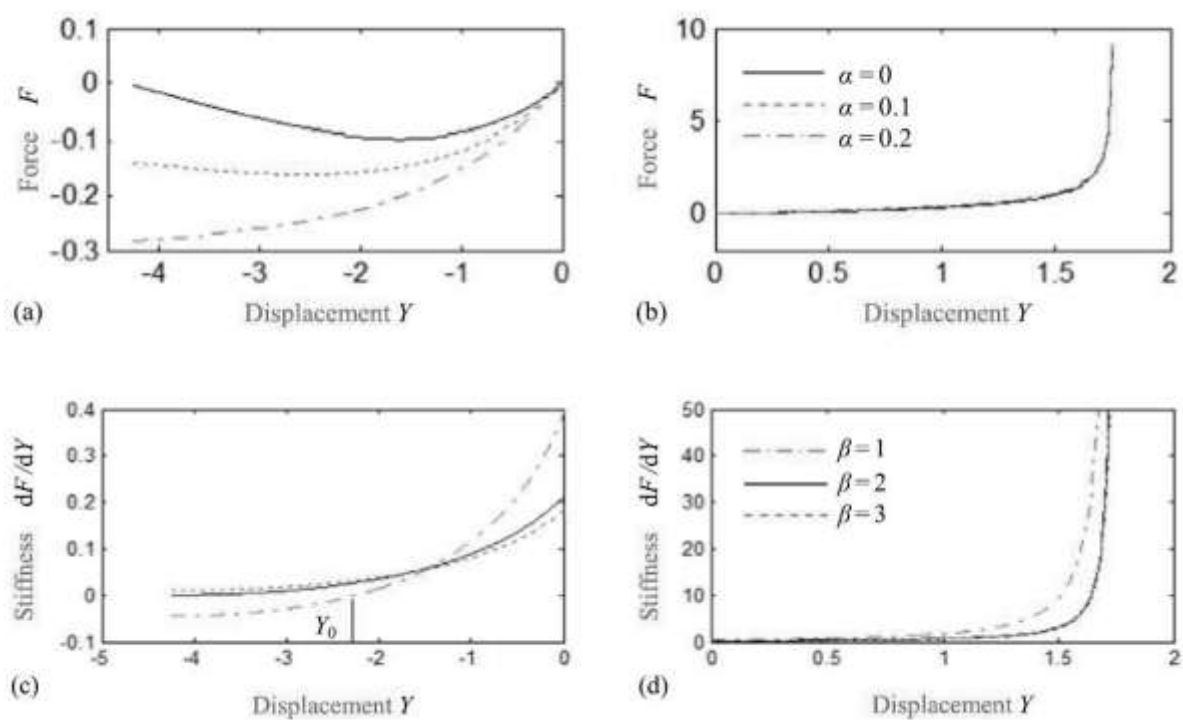 0.1
0
-0.1
-0.2
-0.3
Force F
-4 -3 -2 -1 0
(a) Displacement Y
10
5
0
Force F
α = 0
α = 0.1
α = 0.2
0 0.5 1 1.5 2
(b) Displacement Y
0.4
0.3
0.2
0.1
0
-0.1
Stiffness dF/dY
Y0
-5 -4 -3 -2 -1 0
(c) Displacement Y
50
40
30
20
10
0
Stiffness dF/dY
β = 1
β = 2
β = 3
0 0.5 1 1.5 2
(d) Displacement Y